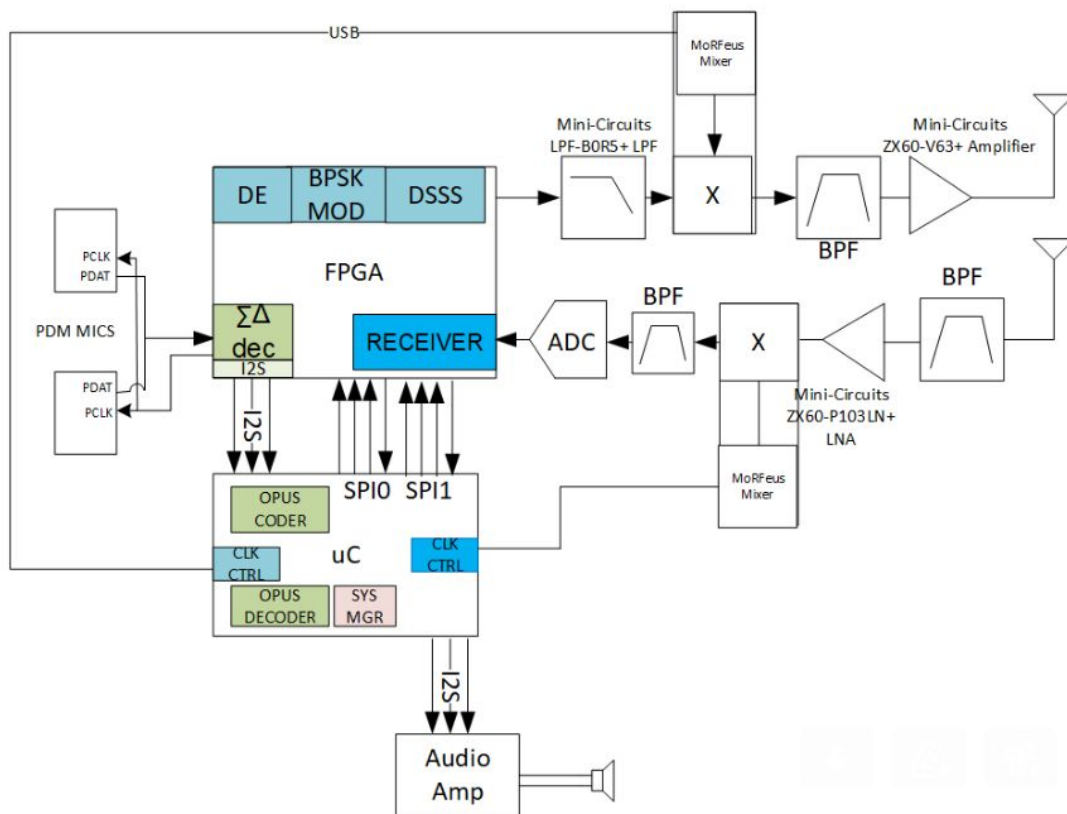 USB
MoRFeus
Mixer
Mini-Circuits
LPF-B0R5+ LPF
Mini-Circuits
ZX60-V63+ Amplifier
DE
BPSK
MOD
DSSS
X
BPF
PCLK
PDAT
FPGA
PDM MICS
ΣΔ
dec
I2S
RECEIVER
ADC
BPF
X
BPF
Mini-Circuits
ZX60-P103LN+
LNA
PDAT
PCLK
I2S
SPI0
SPI1
MoRFeus
Mixer
OPUS
CODER
uC
CLK
CTRL
CLK
CTRL
OPUS
DECODER
SYS
MGR
I2S
Audio
Amp